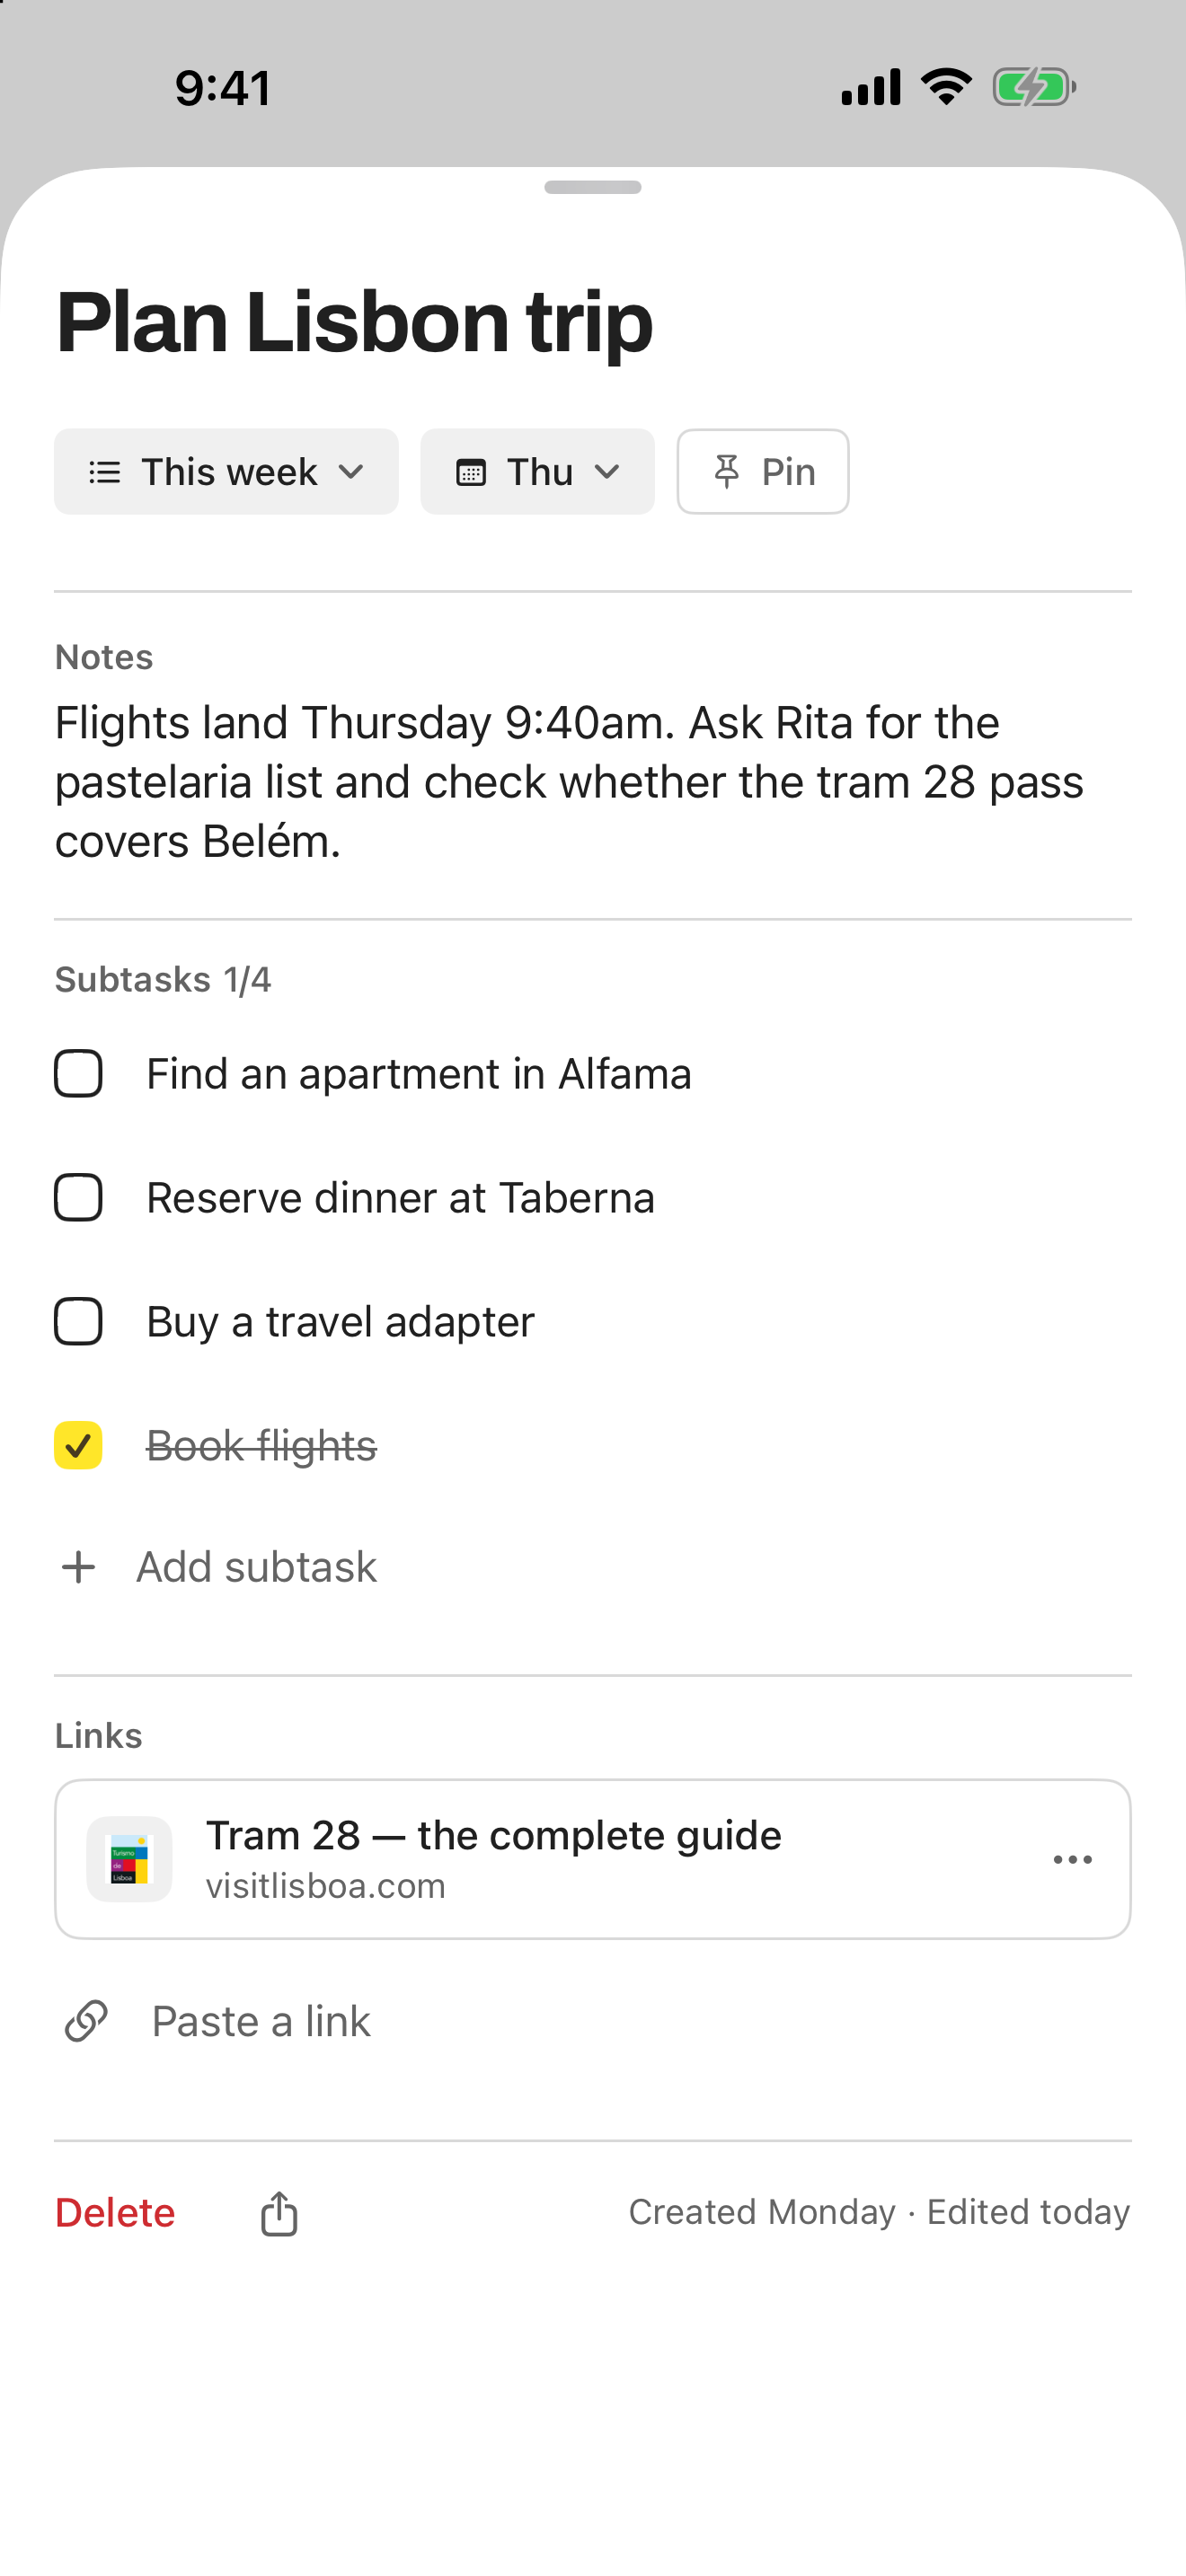 9:41
Plan Lisbon trip
This week
Thu
Pin
Notes
Flights land Thursday 9:40am. Ask Rita for the
pastelaria list and check whether the tram 28 pass
covers Belém.
Subtasks 1/4
Find an apartment in Alfama
Reserve dinner at Taberna
Buy a travel adapter
Book flights
Add subtask
Links
Tram 28 — the complete guide
Turismo
de
Lisboa
visitlisboa.com
Paste a link
Delete
Created Monday · Edited today